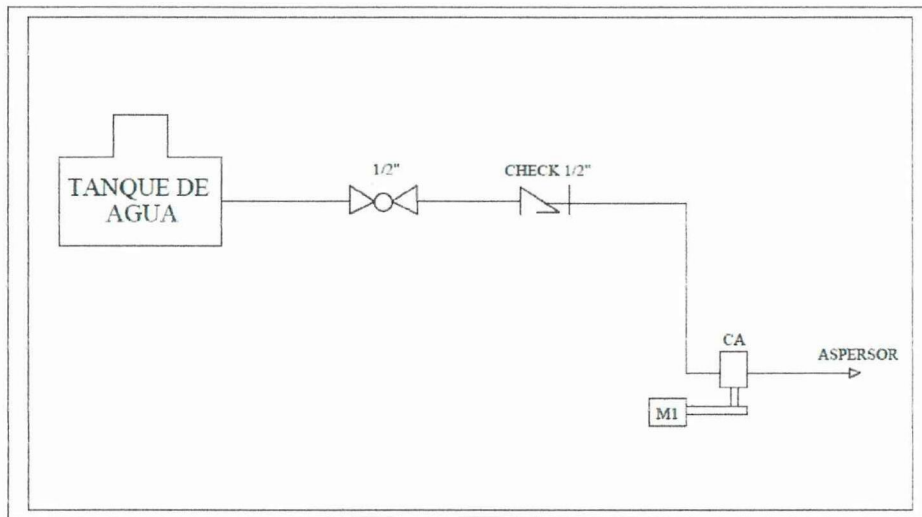 TANQUE DE
AGUA
1/2"
CHECK 1/2"
CA
ASPERSOR
M1